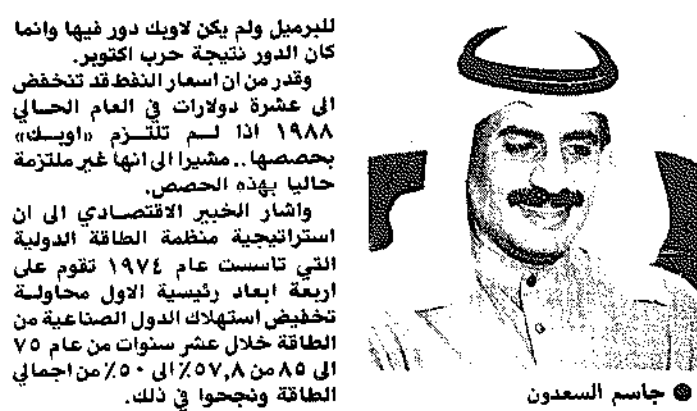 للبرميل ولم يكن لاوبك دور فيها وانما
كان الدور نتيجة حرب اكتوبر.
وقدر من ان اسعار النفط قد تنخفض
الى عشرة دولارات في العام الحالي
١٩٨٨ اذا لم تلتزم «اوبك»
بحصصها .. مشيرا الى انها غير ملتزمة
حاليا بهذه الحصص.
واشار الخبير الاقتصادي الى ان
استراتيجية منظمة الطاقة الدولية
التي تاسست عام ١٩٧٤ تقوم على
اربعة ابعاد رئيسية الاول محاولة
تخفيض استهلاك الدول الصناعية من
الطاقة خلال عشر سنوات من عام ٧٥
الى ٨٥ من ٥٧,٨٪ الى ٥٠٪ من اجمالي
الطاقة ونجحوا في ذلك.
جاسم السعدون